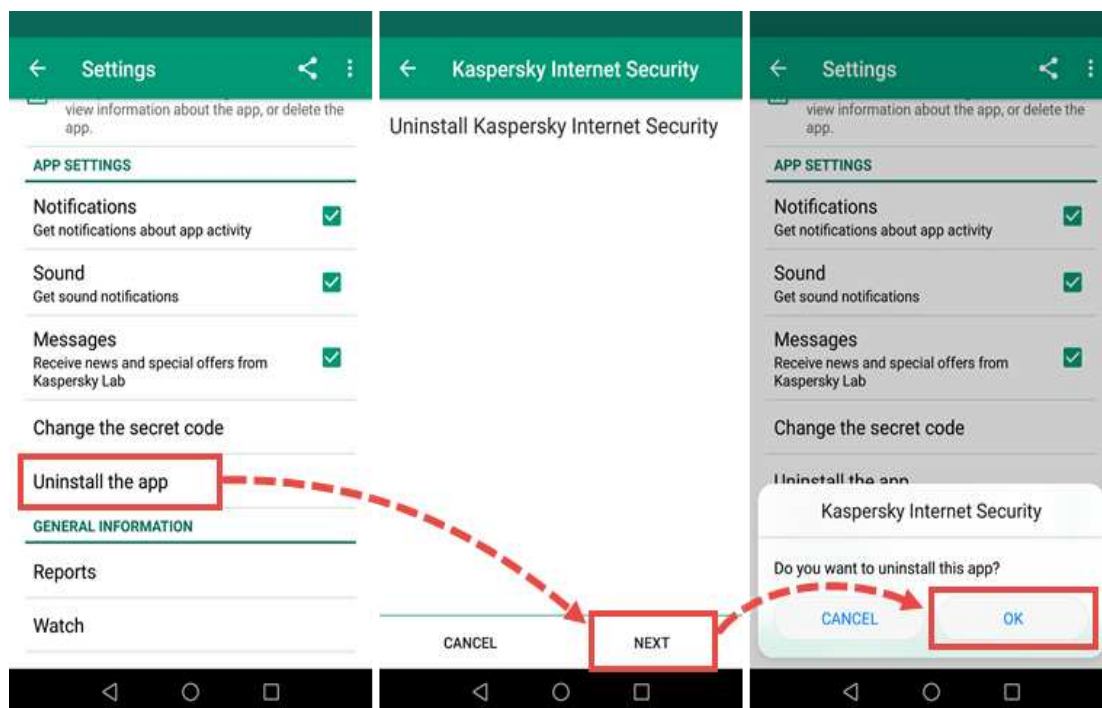 Settings
view information about the app, or delete the
app.
APP SETTINGS
Notifications
Get notifications about app activity
Sound
Get sound notifications
Messages
Receive news and special offers from
Kaspersky Lab
Change the secret code
Uninstall the app
GENERAL INFORMATION
Reports
Watch
Kaspersky Internet Security
Uninstall Kaspersky Internet Security
CANCEL NEXT
Settings
view information about the app, or delete the
app.
APP SETTINGS
Notifications
Get notifications about app activity
Sound
Get sound notifications
Messages
Receive news and special offers from
Kaspersky Lab
Change the secret code
Uninstall the app
Kaspersky Internet Security
Do you want to uninstall this app?
CANCEL OK